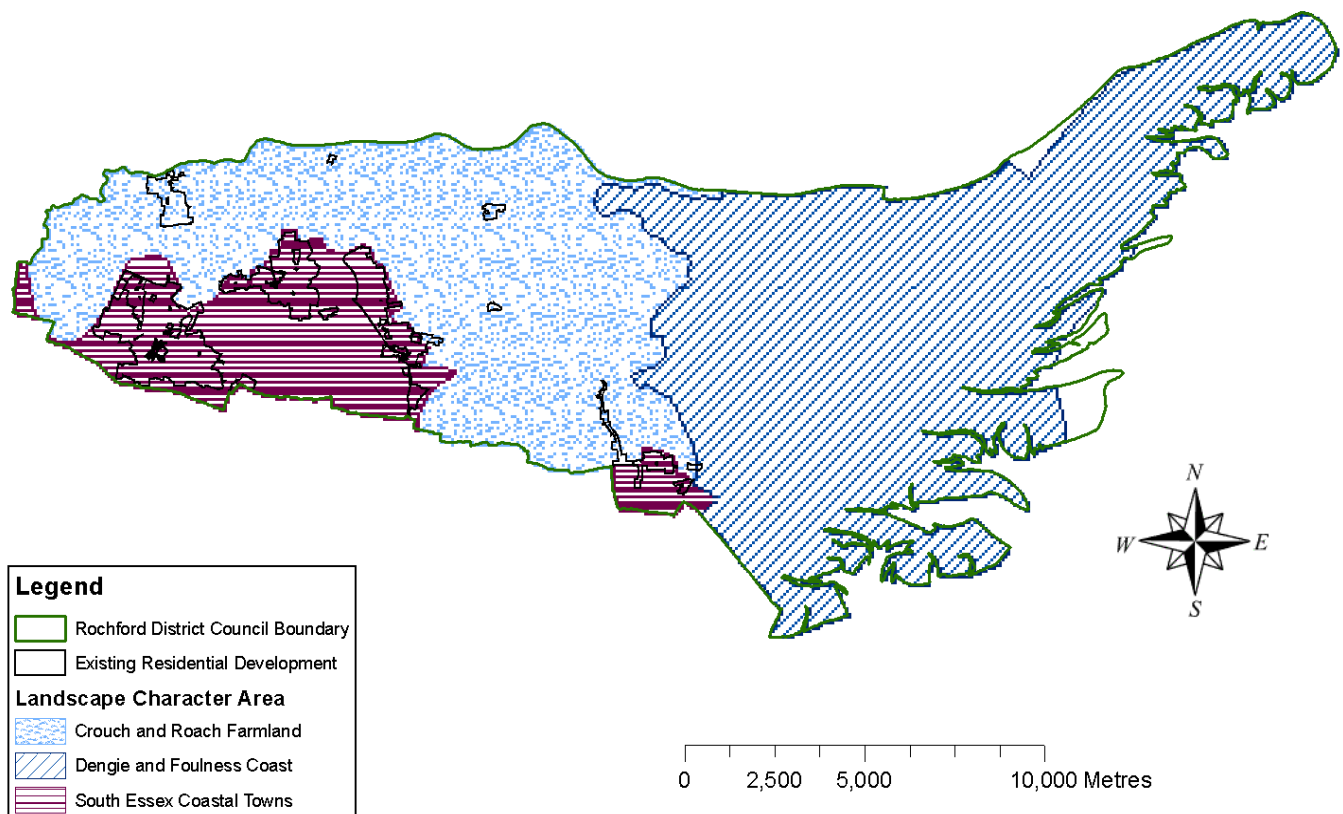 N
W E
S
Legend
Rochford District Council Boundary
Existing Residential Development
Landscape Character Area
Crouch and Roach Farmland
Dengie and Foulness Coast
South Essex Coastal Towns
0 2,500 5,000 10,000 Metres